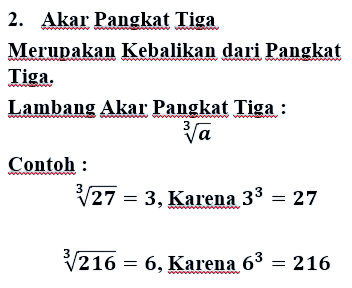 2. Akar Pangkat Tiga
Merupakan Kebalikan dari Pangkat
Tiga.
Lambang Akar Pangkat Tiga :
∛a
Contoh :
∛27 = 3, Karena 3³ = 27
∛216 = 6, Karena 6³ = 216